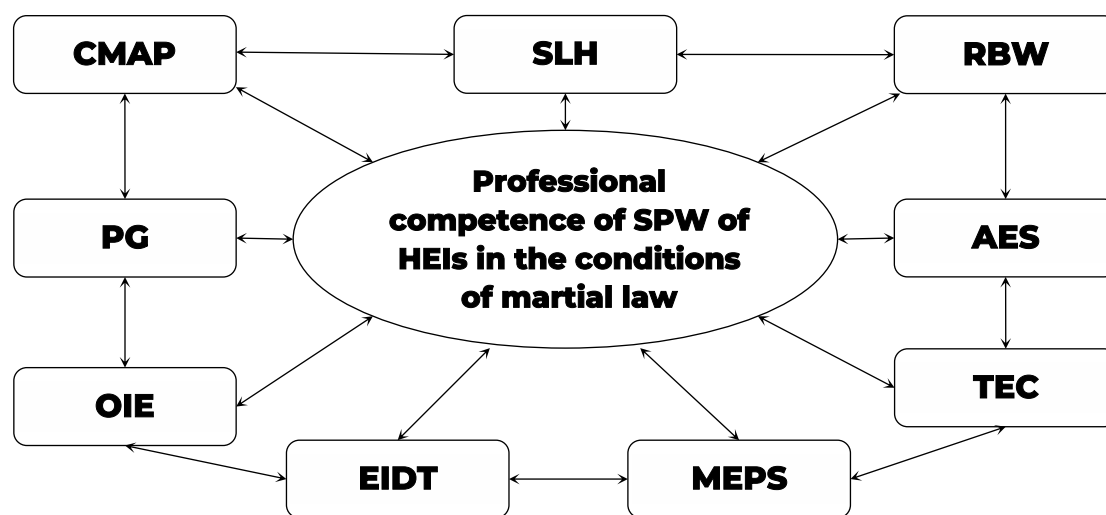 CMAP
SLH
RBW
Professional
competence of SPW of
HEIs in the conditions
of martial law
PG
AES
OIE
TEC
EIDT
MEPS